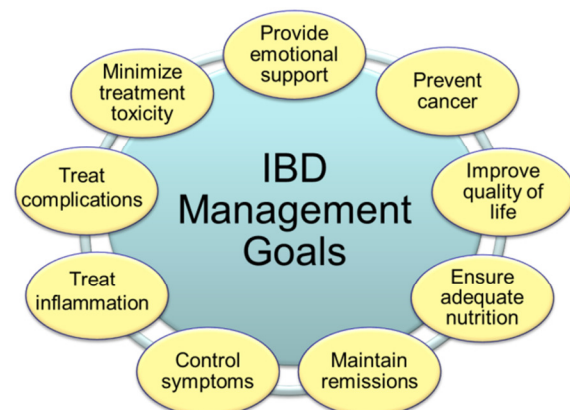 IBD
Management
Goals
Provide
emotional
support
Prevent
cancer
Improve
quality of
life
Ensure
adequate
nutrition
Maintain
remissions
Control
symptoms
Treat
inflammation
Treat
complications
Minimize
treatment
toxicity